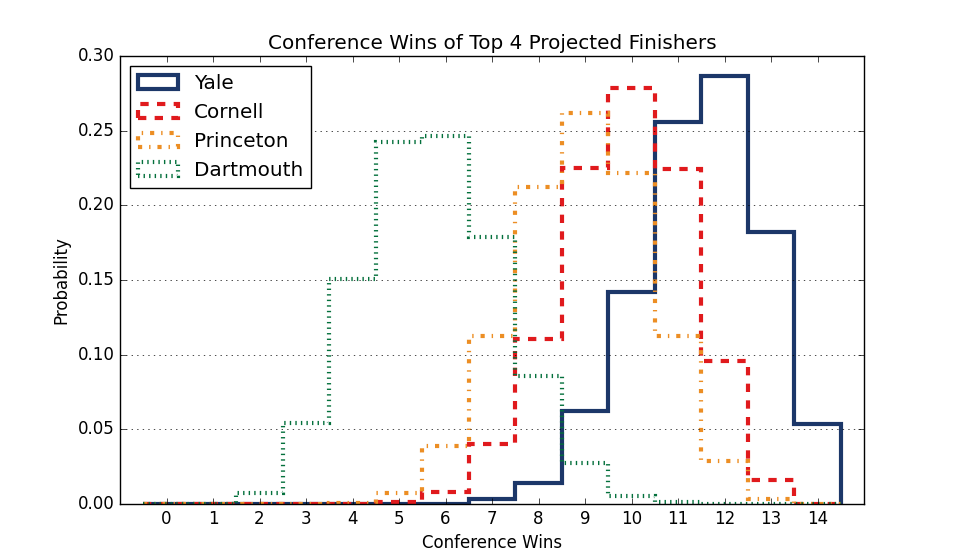 Conference Wins of Top 4 Projected Finishers
0.30
Yale
Cornell
0.25
Princeton
Dartmouth
0.20
Probability
0.15
0.10
0.05
0.00
0 1 2 3 4 5 6 7 8 9 10 11 12 13 14
Conference Wins